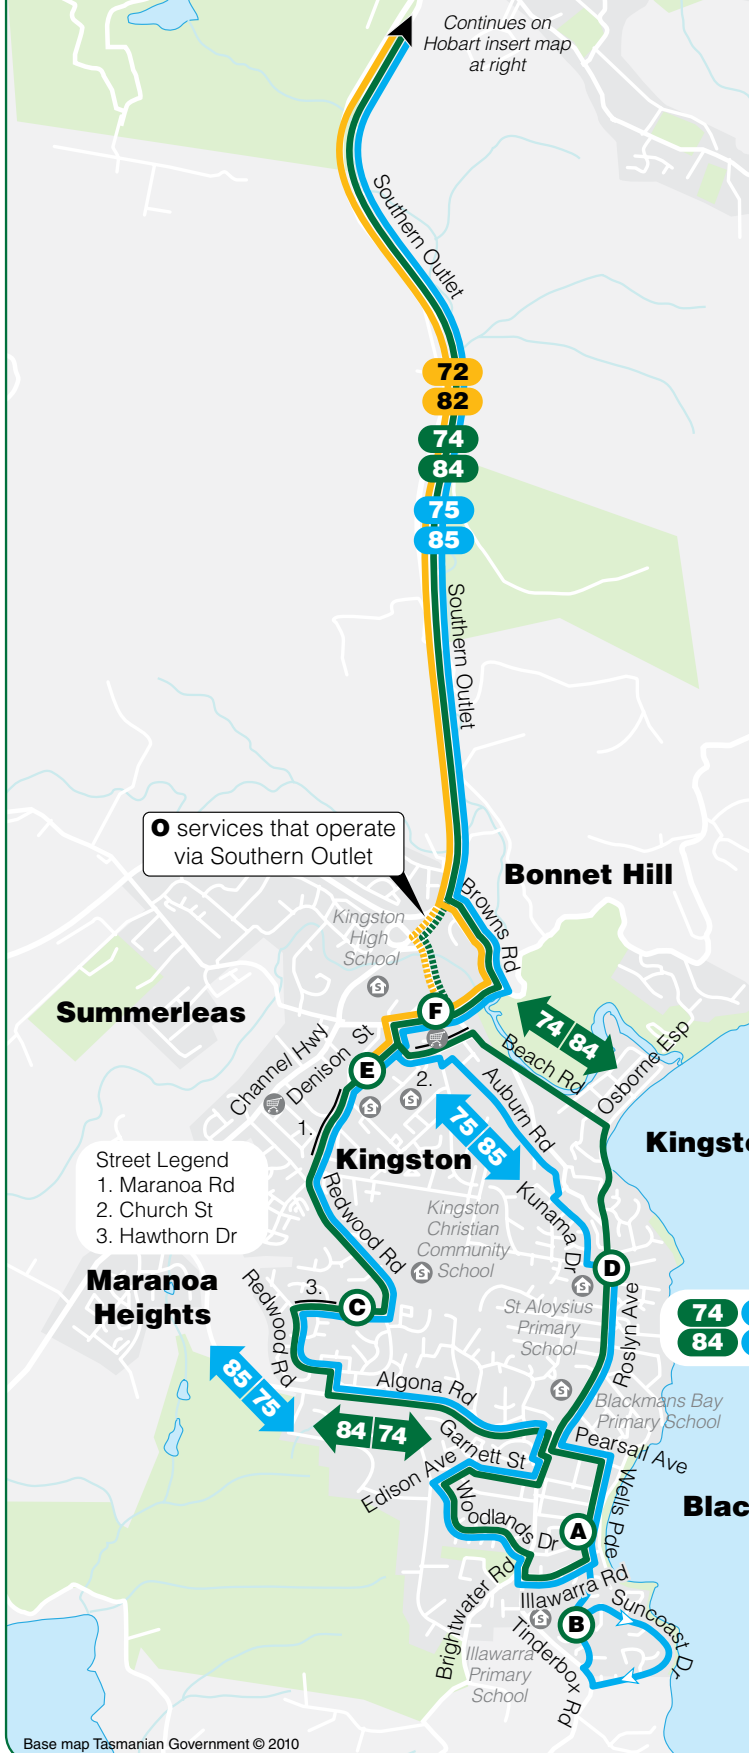 Continues on
Hobart insert map
at right
Southern Outlet
72
82
74
84
75
85
Southern Outlet
O services that operate
via Southern Outlet
Bonnet Hill
Browns Rd
Kingston
High
School
S
Summerleas
F
74 84
Channel Hwy
Denison St
E
Beach Rd
Osborne Esp
S
S
2.
1.
Auburn Rd
75 85
Kingston
Street Legend
1. Maranoa Rd
2. Church St
3. Hawthorn Dr
Redwood Rd
Kunama Dr
Kingston
Christian
Community
School
S
D
S
Maranoa
Heights
Redwood Rd
3.
C
St Aloysius
Primary
School
Roslyn Ave
74
84
85 75
Algona Rd
S
Blackmans Bay
Primary School
84 74
Garnett St
Pearsall Ave
Edison Ave
Wells Pde
Woodlands Dr
A
Brightwater Rd
Illawarra Rd
S
B
Suncoast Dr
Tinderbox Rd
Illawarra
Primary
School
Base map Tasmanian Government © 2010